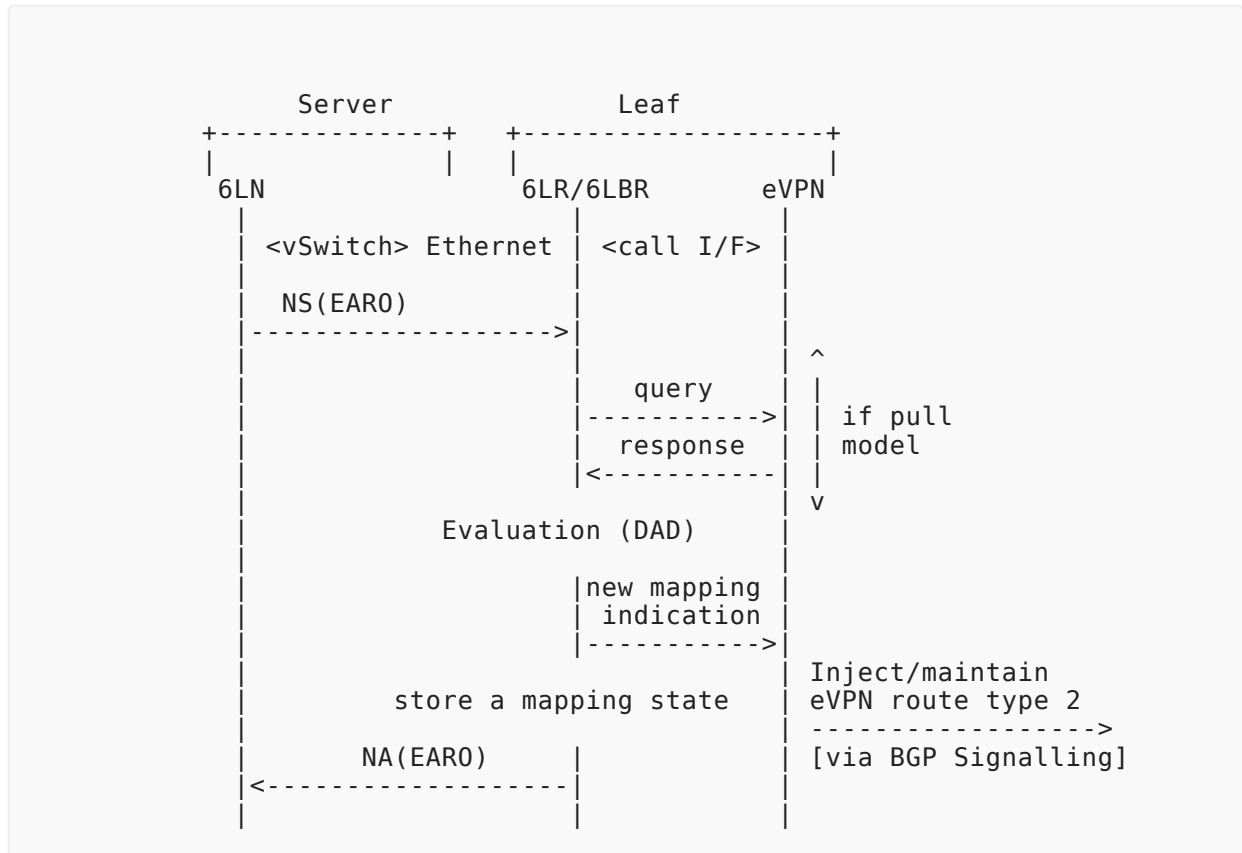 Server Leaf
+--------------+ +-------------------+
| | | |
6LN 6LR/6LBR eVPN
| | |
| <vSwitch> Ethernet | <call I/F> |
| | |
| NS(EARO) | |
|------------------->| |
| | | ^
| | query | |
| |----------->| | if pull
| | response | | model
| |<-----------| |
| | v
| Evaluation (DAD) |
| |
| |new mapping |
| | indication |
| |----------->|
| | Inject/maintain
| store a mapping state | eVPN route type 2
| | ------------------>
| NA(EARO) | | [via BGP Signalling]
|<-------------------| |
| | |